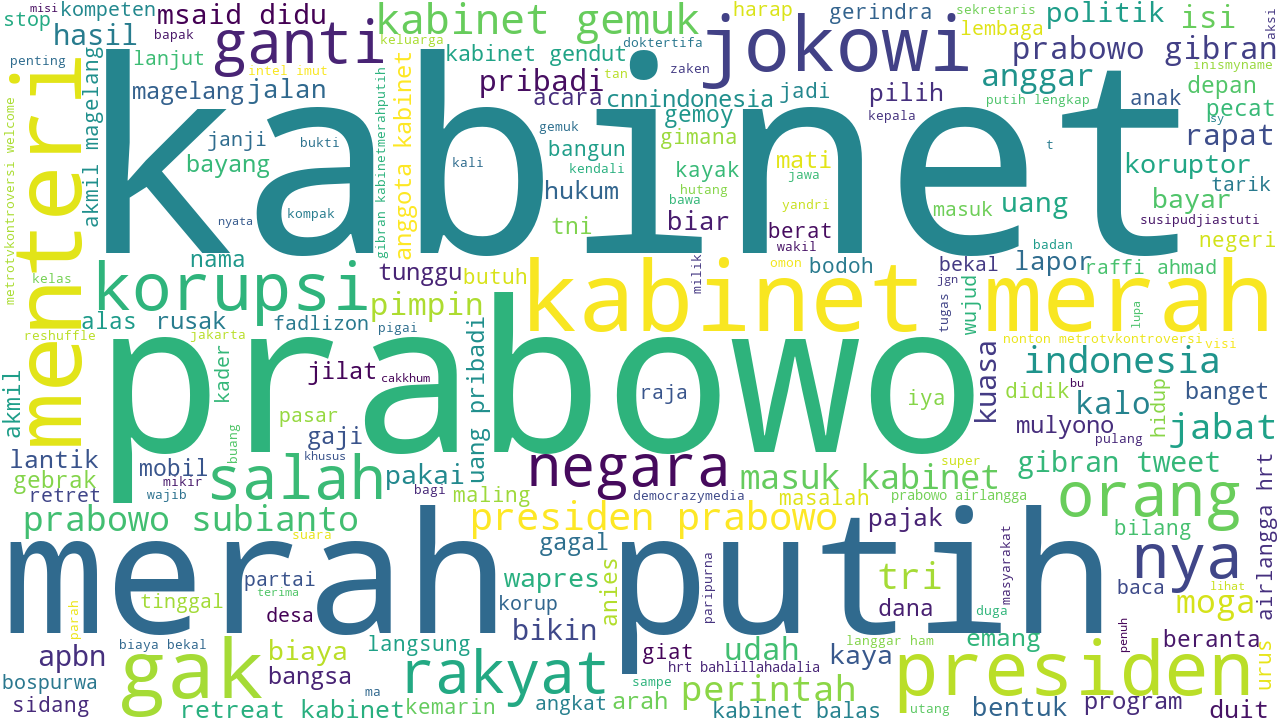 misi
kompeten
msaid didu
kabinet gemuk
harap
gerindra
sekretaris
politik
isi
stop
hasil
bapak
ganti
keluarga
kabinet gendut
doktertifa
jokowi
lembaga
prabowo gibran
aksi
penting
lanjut
intel imut
pribadi
tan
zaken
anggar
inismyname
depan
magelang
jalan
acara
cnnindonesia
jadi
pilih
putih lengkap
anak
pecat
menteri
akmil magelang
metrotvkontroversi welcome
kabinet
janji
bukti
gibran kabinetmerahputih
anggota kabinet
gemuk
gemoy
gimana
kepala
sy
rapat
bayang
kali
bangun
kendali
kayak
mati
jawa
t
koruptor
tarik
nyata
kompak
hukum
hutang
bawa
yandri
masuk
uang
bayar
susipudjiastuti
tni
biar
berat
wakil
badan
negeri
nama
tunggu
butuh
milik
omon
bodoh
bekal
lapor
raffi ahmad
kelas
korupsi
pimpin
kabinet merah
jgn
tugas
wujud
lupa
alas
rusak
fadlizon
pigai
reshuffle
jakarta
nonton metrotvkontroversi
visi
prabowo
kader
jilat
cakkhum
uang pribadi
raja
iya
kuasa
indonesia
didik
bu
banget
akmil
pasar
gaji
kalo
hidup
mulyono
pulang
jabat
lantik
buang
khusus
negara
super
gebrak
mobil
mikir
salah
pakai
masuk kabinet
gibran tweet
retret
wajib
bagi
maling
democrazymedia
masalah
prabowo airlangga
orang
airlangga hrt
prabowo subianto
presiden prabowo
pajak
bilang
suara
merah putih
gagal
nya
partai
wapres
anies
paripurna
tri
masyarakat
baca
lihat
terima
tinggal
parah
desa
korup
dana
duga
moga
biaya bekal
langsung
bikin
langgar ham
emang
penuh
beranta
apbn
gak
biaya
rakyat
giat
hrt bahlillahadalia
udah
kaya
presiden
urus
bangsa
bospurwa
ma
sampe
perintah
program
sidang
retreat kabinet
kemarin
angkat
arah
kabinet balas
utang
bentuk
duit